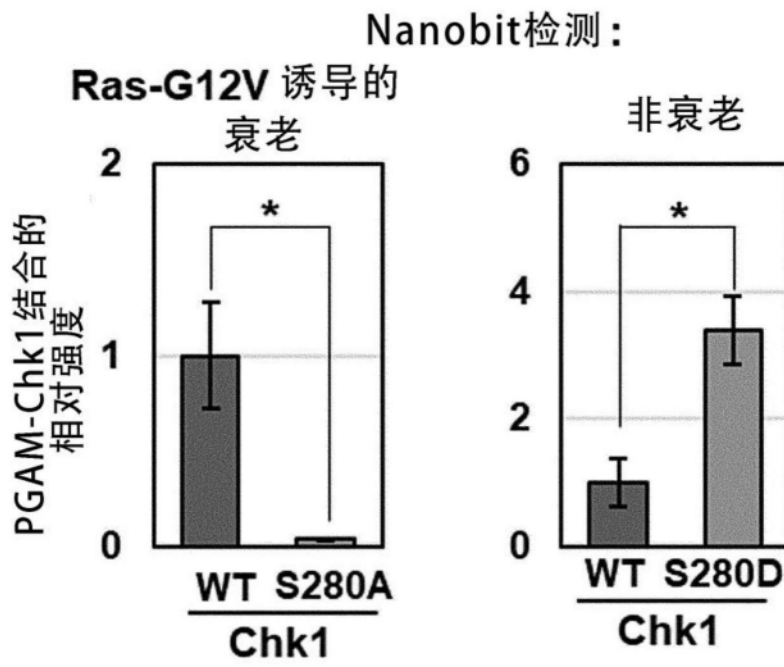 Nanobit检测：
Ras-G12V 诱导的
衰老
非衰老
PGAM-Chk1结合的
相对强度
2
1
0
*
WT S280A
Chk1
6
4
2
0
*
WT S280D
Chk1